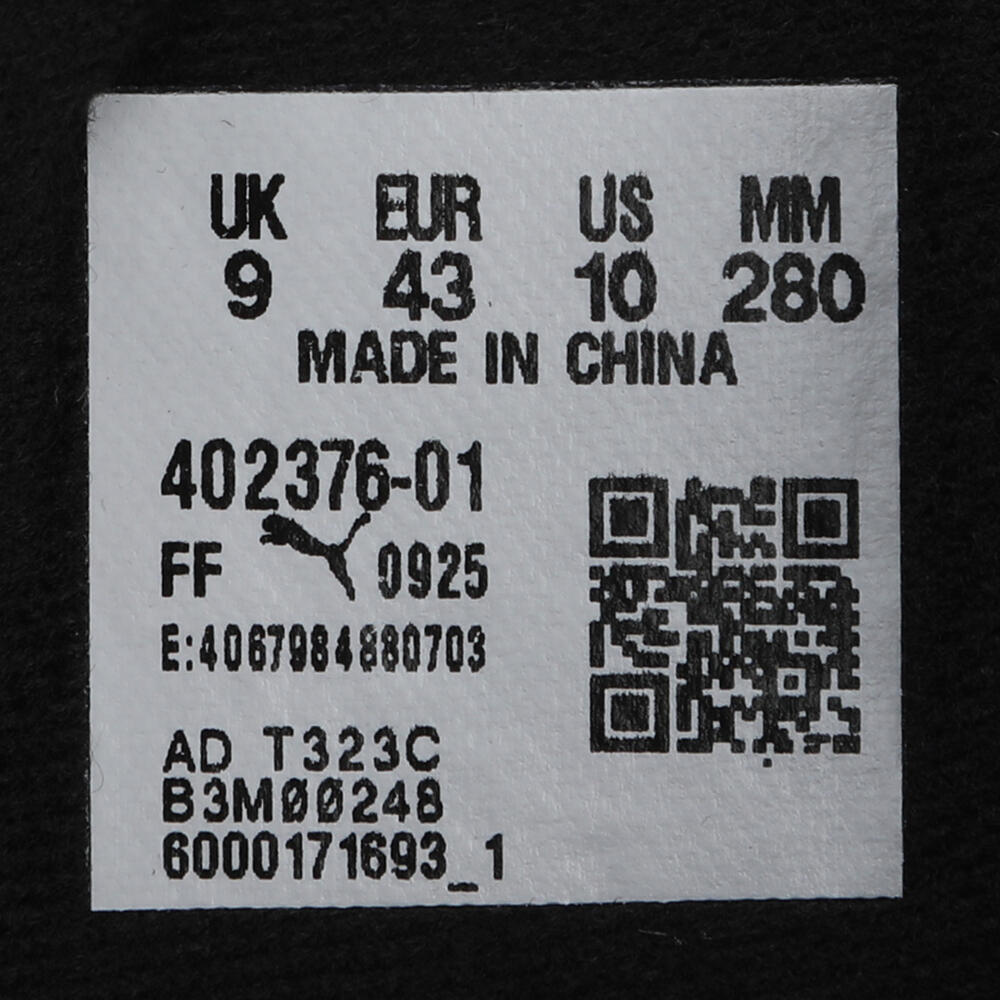 UK EUR US MM
9 43 10 280
MADE IN CHINA
402376-01
FF 0925
E:4067984880703
AD T323C
B3M00248
6000171693_1